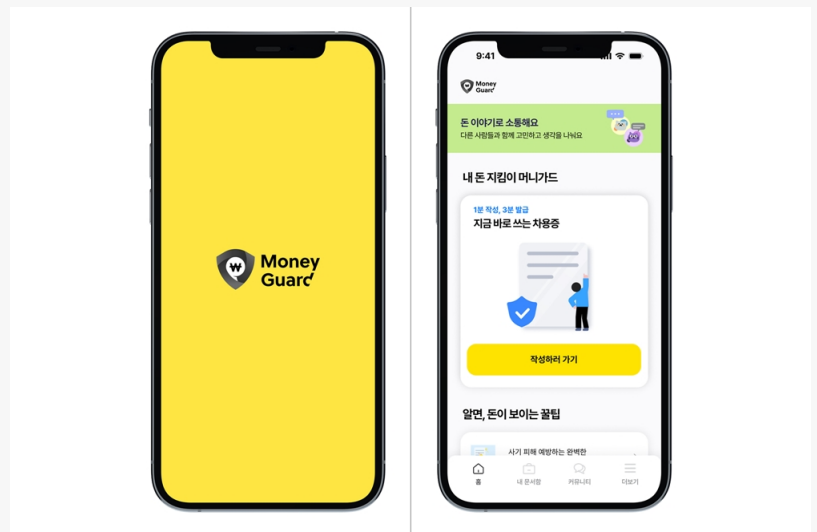 Money
Guard
9:41
Money
Guard
돈 이야기로 소통해요
다른 사람들과 함께 고민하고 생각을 나눠요
내 돈 지킴이 머니가드
1분 작성, 3분 발급
지금 바로 쓰는 차용증
작성하러 가기
알면, 돈이 보이는 꿀팁
사기 피해 예방하는 완벽한
홈
내 문서함
커뮤니티
더보기